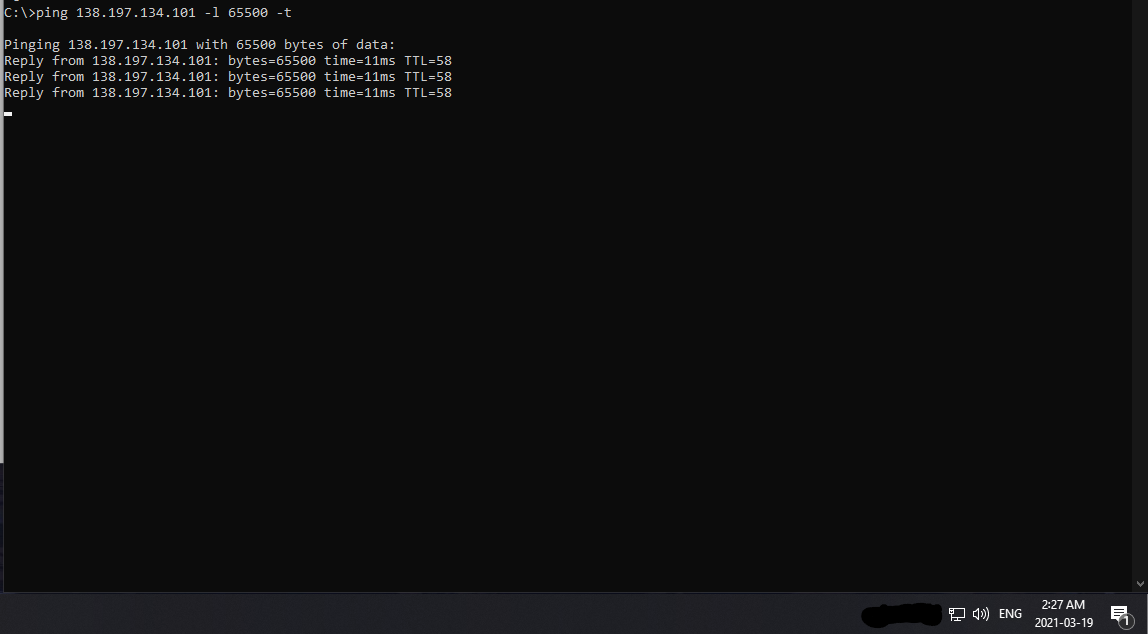 C:\>ping 138.197.134.101 -l 65500 -t
Pinging 138.197.134.101 with 65500 bytes of data:
Reply from 138.197.134.101: bytes=65500 time=11ms TTL=58
Reply from 138.197.134.101: bytes=65500 time=11ms TTL=58
Reply from 138.197.134.101: bytes=65500 time=11ms TTL=58
ENG
2:27 AM
2021-03-19
1